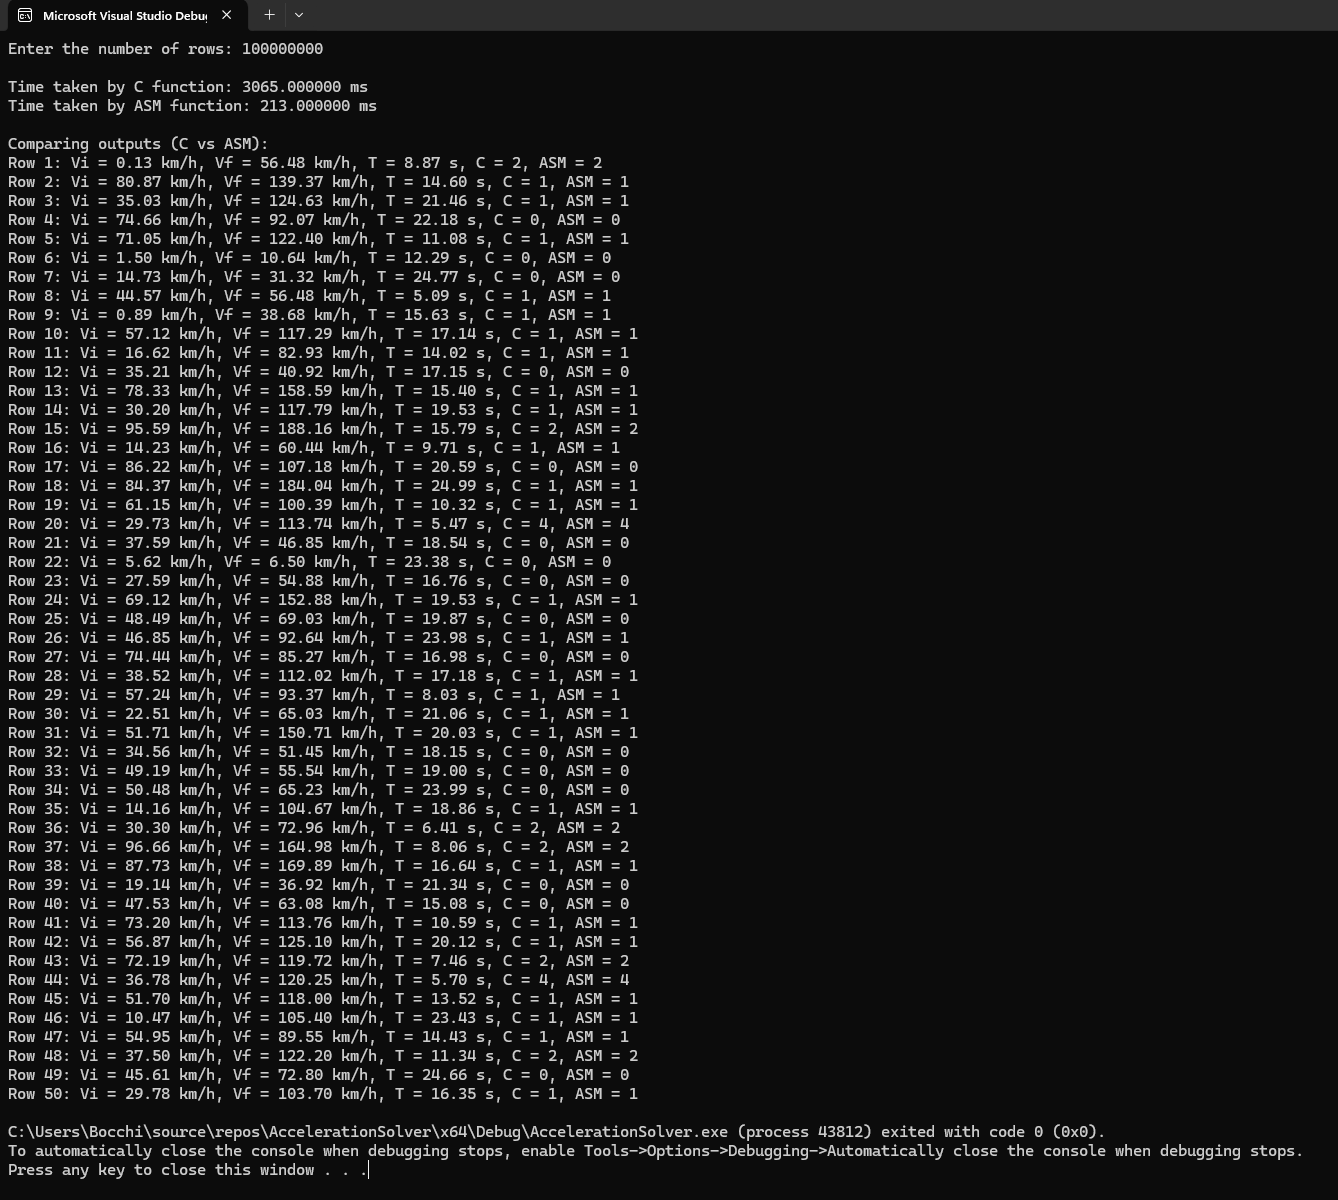 Microsoft Visual Studio Debug
Enter the number of rows: 100000000
Time taken by C function: 3065.000000 ms
Time taken by ASM function: 213.000000 ms
Comparing outputs (C vs ASM):
Row 1: Vi = 0.13 km/h, Vf = 56.48 km/h, T = 8.87 s, C = 2, ASM = 2
Row 2: Vi = 80.87 km/h, Vf = 139.37 km/h, T = 14.60 s, C = 1, ASM = 1
Row 3: Vi = 35.03 km/h, Vf = 124.63 km/h, T = 21.46 s, C = 1, ASM = 1
Row 4: Vi = 74.66 km/h, Vf = 92.07 km/h, T = 22.18 s, C = 0, ASM = 0
Row 5: Vi = 71.05 km/h, Vf = 122.40 km/h, T = 11.08 s, C = 1, ASM = 1
Row 6: Vi = 1.50 km/h, Vf = 10.64 km/h, T = 12.29 s, C = 0, ASM = 0
Row 7: Vi = 14.73 km/h, Vf = 31.32 km/h, T = 24.77 s, C = 0, ASM = 0
Row 8: Vi = 44.57 km/h, Vf = 56.48 km/h, T = 5.09 s, C = 1, ASM = 1
Row 9: Vi = 0.89 km/h, Vf = 38.68 km/h, T = 15.63 s, C = 1, ASM = 1
Row 10: Vi = 57.12 km/h, Vf = 117.29 km/h, T = 17.14 s, C = 1, ASM = 1
Row 11: Vi = 16.62 km/h, Vf = 82.93 km/h, T = 14.02 s, C = 1, ASM = 1
Row 12: Vi = 35.21 km/h, Vf = 40.92 km/h, T = 17.15 s, C = 0, ASM = 0
Row 13: Vi = 78.33 km/h, Vf = 158.59 km/h, T = 15.40 s, C = 1, ASM = 1
Row 14: Vi = 30.20 km/h, Vf = 117.79 km/h, T = 19.53 s, C = 1, ASM = 1
Row 15: Vi = 95.59 km/h, Vf = 188.16 km/h, T = 15.79 s, C = 2, ASM = 2
Row 16: Vi = 14.23 km/h, Vf = 60.44 km/h, T = 9.71 s, C = 1, ASM = 1
Row 17: Vi = 86.22 km/h, Vf = 107.18 km/h, T = 20.59 s, C = 0, ASM = 0
Row 18: Vi = 84.37 km/h, Vf = 184.04 km/h, T = 24.99 s, C = 1, ASM = 1
Row 19: Vi = 61.15 km/h, Vf = 100.39 km/h, T = 10.32 s, C = 1, ASM = 1
Row 20: Vi = 29.73 km/h, Vf = 113.74 km/h, T = 5.47 s, C = 4, ASM = 4
Row 21: Vi = 37.59 km/h, Vf = 46.85 km/h, T = 18.54 s, C = 0, ASM = 0
Row 22: Vi = 5.62 km/h, Vf = 6.50 km/h, T = 23.38 s, C = 0, ASM = 0
Row 23: Vi = 27.59 km/h, Vf = 54.88 km/h, T = 16.76 s, C = 0, ASM = 0
Row 24: Vi = 69.12 km/h, Vf = 152.88 km/h, T = 19.53 s, C = 1, ASM = 1
Row 25: Vi = 48.49 km/h, Vf = 69.03 km/h, T = 19.87 s, C = 0, ASM = 0
Row 26: Vi = 46.85 km/h, Vf = 92.64 km/h, T = 23.98 s, C = 1, ASM = 1
Row 27: Vi = 74.44 km/h, Vf = 85.27 km/h, T = 16.98 s, C = 0, ASM = 0
Row 28: Vi = 38.52 km/h, Vf = 112.02 km/h, T = 17.18 s, C = 1, ASM = 1
Row 29: Vi = 57.24 km/h, Vf = 93.37 km/h, T = 8.03 s, C = 1, ASM = 1
Row 30: Vi = 22.51 km/h, Vf = 65.03 km/h, T = 21.06 s, C = 1, ASM = 1
Row 31: Vi = 51.71 km/h, Vf = 150.71 km/h, T = 20.03 s, C = 1, ASM = 1
Row 32: Vi = 34.56 km/h, Vf = 51.45 km/h, T = 18.15 s, C = 0, ASM = 0
Row 33: Vi = 49.19 km/h, Vf = 55.54 km/h, T = 19.00 s, C = 0, ASM = 0
Row 34: Vi = 50.48 km/h, Vf = 65.23 km/h, T = 23.99 s, C = 0, ASM = 0
Row 35: Vi = 14.16 km/h, Vf = 104.67 km/h, T = 18.86 s, C = 1, ASM = 1
Row 36: Vi = 30.30 km/h, Vf = 72.96 km/h, T = 6.41 s, C = 2, ASM = 2
Row 37: Vi = 96.66 km/h, Vf = 164.98 km/h, T = 8.06 s, C = 2, ASM = 2
Row 38: Vi = 87.73 km/h, Vf = 169.89 km/h, T = 16.64 s, C = 1, ASM = 1
Row 39: Vi = 19.14 km/h, Vf = 36.92 km/h, T = 21.34 s, C = 0, ASM = 0
Row 40: Vi = 47.53 km/h, Vf = 63.08 km/h, T = 15.08 s, C = 0, ASM = 0
Row 41: Vi = 73.20 km/h, Vf = 113.76 km/h, T = 10.59 s, C = 1, ASM = 1
Row 42: Vi = 56.87 km/h, Vf = 125.10 km/h, T = 20.12 s, C = 1, ASM = 1
Row 43: Vi = 72.19 km/h, Vf = 119.72 km/h, T = 7.46 s, C = 2, ASM = 2
Row 44: Vi = 36.78 km/h, Vf = 120.25 km/h, T = 5.70 s, C = 4, ASM = 4
Row 45: Vi = 51.70 km/h, Vf = 118.00 km/h, T = 13.52 s, C = 1, ASM = 1
Row 46: Vi = 10.47 km/h, Vf = 105.40 km/h, T = 23.43 s, C = 1, ASM = 1
Row 47: Vi = 54.95 km/h, Vf = 89.55 km/h, T = 14.43 s, C = 1, ASM = 1
Row 48: Vi = 37.50 km/h, Vf = 122.20 km/h, T = 11.34 s, C = 2, ASM = 2
Row 49: Vi = 45.61 km/h, Vf = 72.80 km/h, T = 24.66 s, C = 0, ASM = 0
Row 50: Vi = 29.78 km/h, Vf = 103.70 km/h, T = 16.35 s, C = 1, ASM = 1
C:\Users\Bocchi\source\repos\AccelerationSolver\x64\Debug\AccelerationSolver.exe (process 43812) exited with code 0 (0x0).
To automatically close the console when debugging stops, enable Tools->Options->Debugging->Automatically close the console when debugging stops.
Press any key to close this window . . .